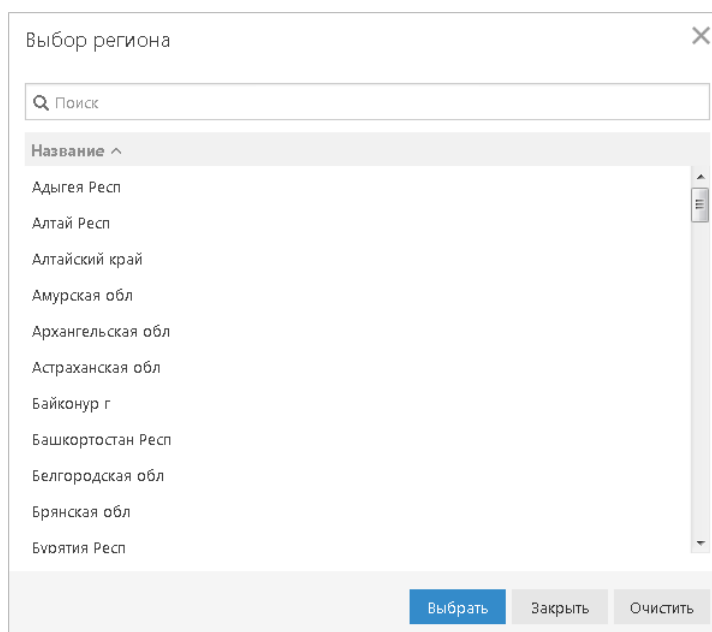 Выбор региона
Поиск
Название
Адыгея Респ
Алтай Респ
Алтайский край
Амурская обл
Архангельская обл
Астраханская обл
Байконур г
Башкортостан Респ
Белгородская обл
Брянская обл
Бурятия Респ
Выбрать Закрыть Очистить